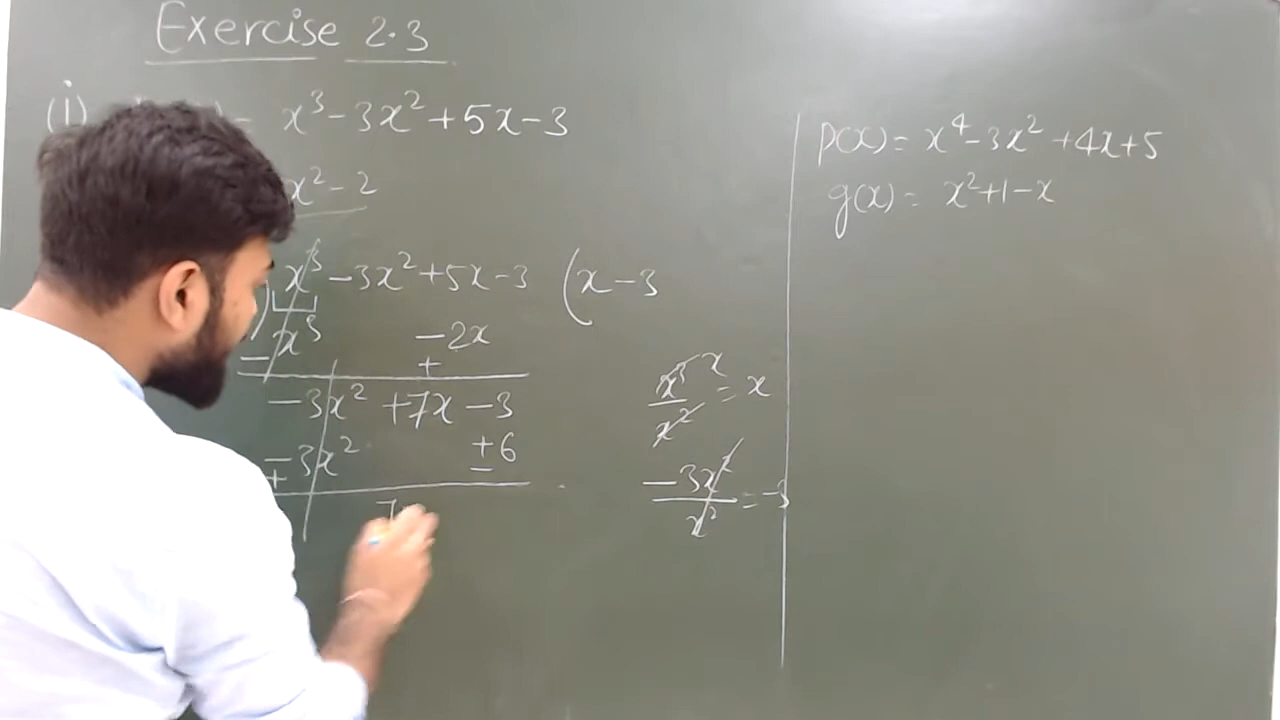 Exercise 2.3
(i) = x³-3x²+5x-3
x²-2
) x³-3x²+5x-3 (x-3
x³ -2x
- +
-3x²+7x-3
-3x² +6
+ -
7
x³/x² = x
x
-3x²/x² = -3
p(x) = x⁴-3x²+4x+5
g(x) = x²+1-x